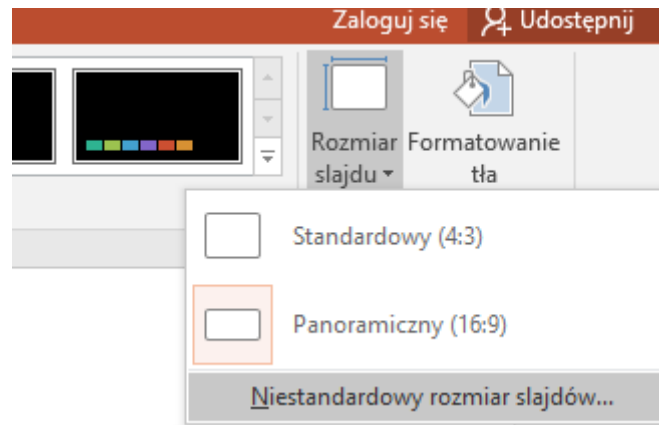 Zaloguj się Udostępnij
Rozmiar Formatowanie
slajdu tła
Standardowy (4:3)
Panoramiczny (16:9)
Niestandardowy rozmiar slajdów...